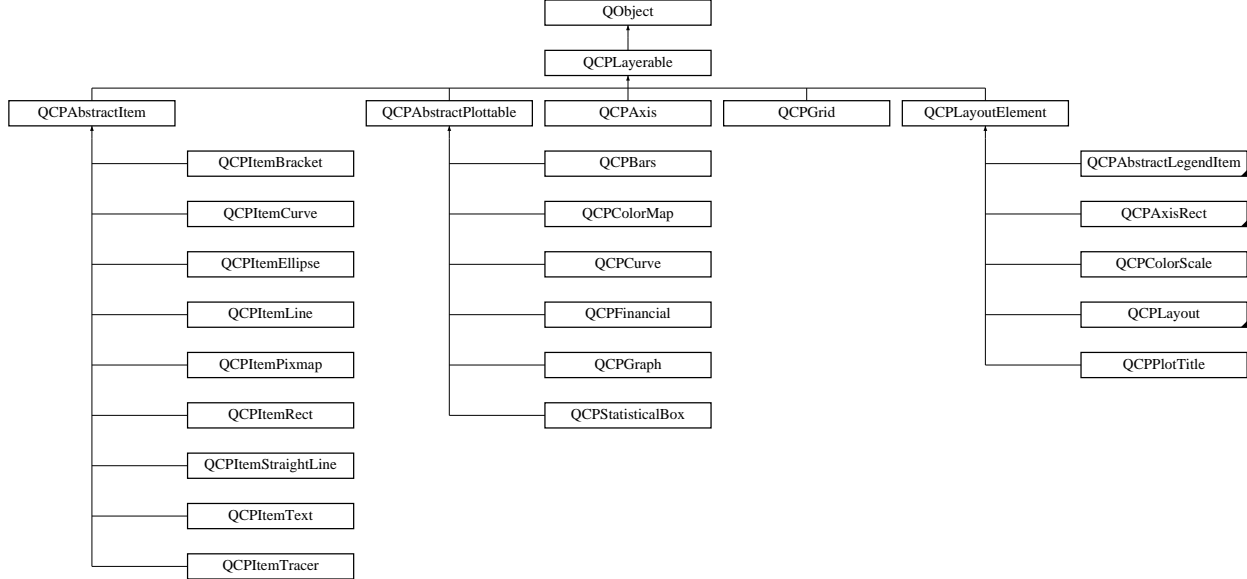 QObject
QCPLayerable
QCPAbstractItem
QCPAbstractPlottable
QCPAxis
QCPGrid
QCPLayoutElement
QCPItemBracket
QCPBars
QCPAbstractLegendItem
QCPItemCurve
QCPColorMap
QCPAxisRect
QCPItemEllipse
QCPCurve
QCPColorScale
QCPItemLine
QCPFinancial
QCPLayout
QCPItemPixmap
QCPGraph
QCPPlotTitle
QCPItemRect
QCPStatisticalBox
QCPItemStraightLine
QCPItemText
QCPItemTracer